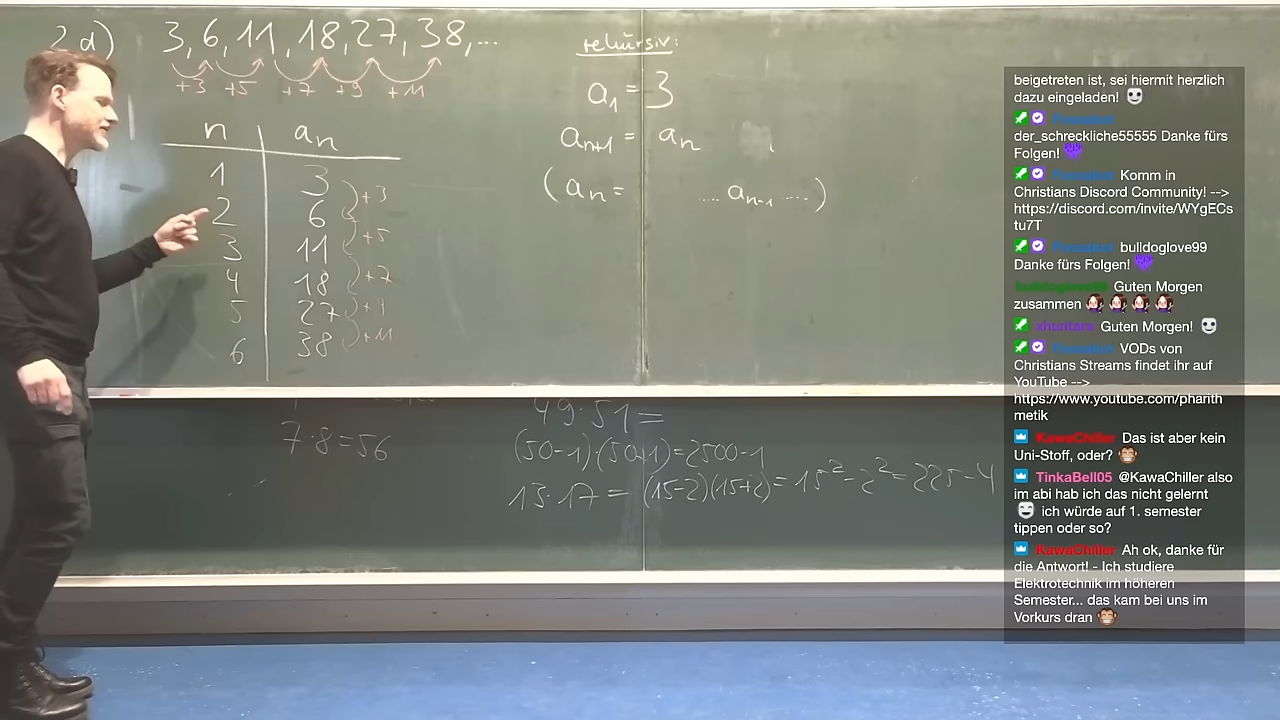 2 d) 3, 6, 11, 18, 27, 38, ...
+3 +5 +7 +9 +11
n an
1 3
2 6
3 11
4 18
5 27
6 38
+3
+5
+7
+9
+11
rekursiv:
a1 = 3
an+1 = an
(an = .... an-1 ....)
7·8=56
49·51=
(50-1)·(50+1)=2500-1
13·17 = (15-2)(15+2)=15²-2²=225-4
beigetreten ist, sei hiermit herzlich
dazu eingeladen!
der_schreckliche55555 Danke fürs
Folgen!
Komm in
Christians Discord Community! -->
https://discord.com/invite/WYgECs
tu7T
bulldoglove99
Danke fürs Folgen!
bulldoglove99 Guten Morgen
zusammen
xhuntara Guten Morgen!
VODs von
Christians Streams findet ihr auf
YouTube -->
https://www.youtube.com/pharith
metik
KawaChiller Das ist aber kein
Uni-Stoff, oder?
TinkaBell05 @KawaChiller also
im abi hab ich das nicht gelernt
ich würde auf 1. semester
tippen oder so?
KawaChiller Ah ok, danke für
die Antwort! - Ich studiere
Elektrotechnik im höheren
Semester... das kam bei uns im
Vorkurs dran